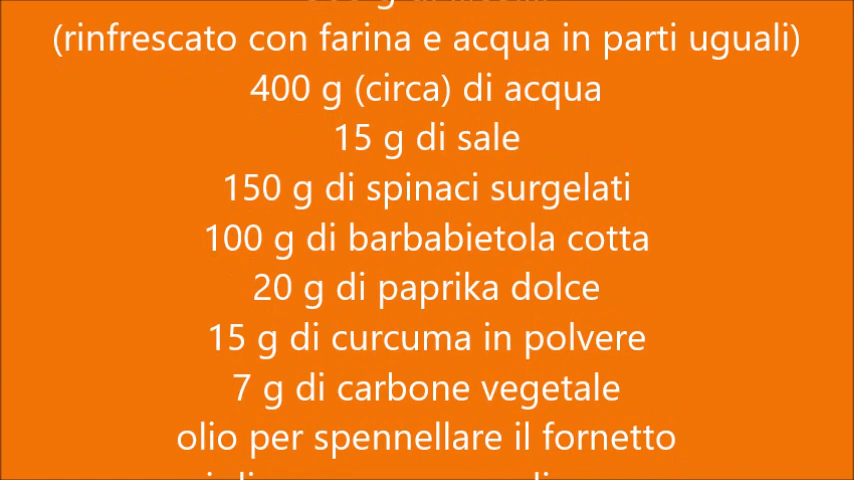 (rinfrescato con farina e acqua in parti uguali)
400 g (circa) di acqua
15 g di sale
150 g di spinaci surgelati
100 g di barbabietola cotta
20 g di paprika dolce
15 g di curcuma in polvere
7 g di carbone vegetale
olio per spennellare il fornetto